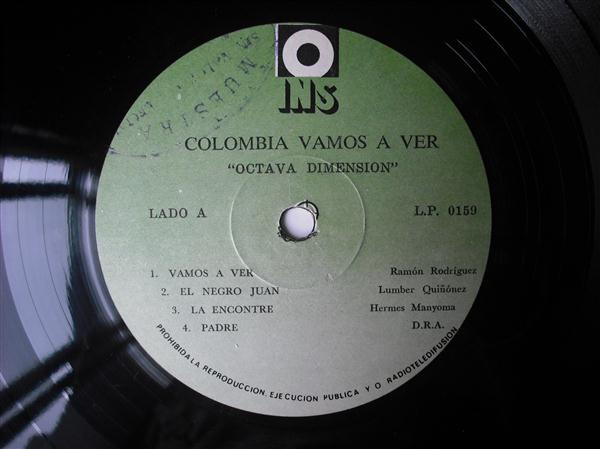 INS
COLOMBIA VAMOS A VER
"OCTAVA DIMENSION"
LADO A
L.P. 0159
1. VAMOS A VER Ramón Rodríguez
2. EL NEGRO JUAN Lumber Quiñónez
3. LA ENCONTRE Hermes Manyoma
4. PADRE D.R.A.
PROHIBIDA LA REPRODUCCION, EJECUCION PUBLICA Y O RADIOTELEDIFUSION
MUESTRA